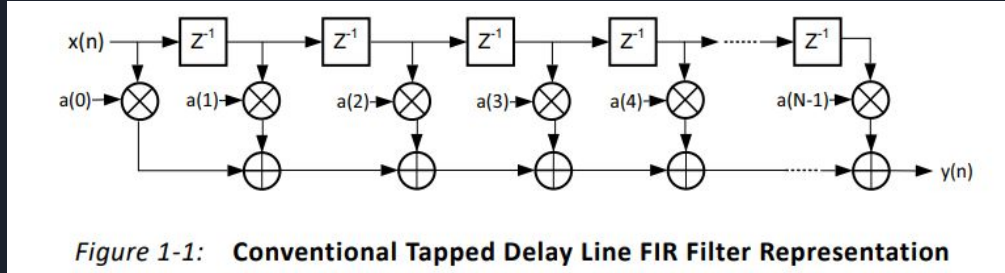 x(n) Z-1 Z-1 Z-1 Z-1 Z-1
a(0) a(1) a(2) a(3) a(4) a(N-1)
y(n)
Figure 1-1: Conventional Tapped Delay Line FIR Filter Representation